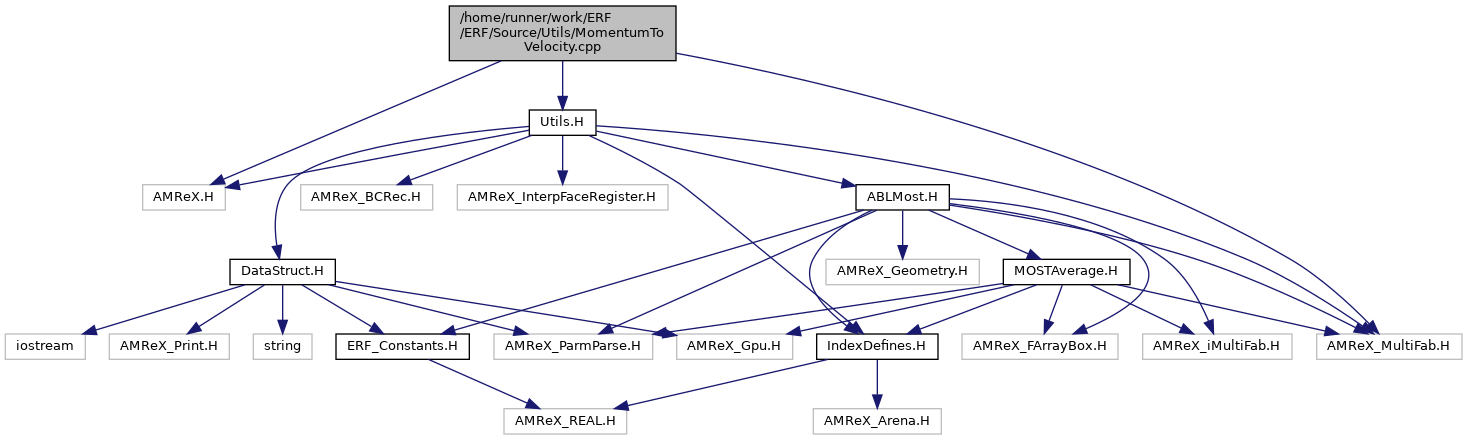 /home/runner/work/ERF
/ERF/Source/Utils/MomentumTo
Velocity.cpp
Utils.H
AMReX.H
AMReX_BCRec.H
AMReX_InterpFaceRegister.H
ABLMost.H
DataStruct.H
AMReX_Geometry.H
MOSTAverage.H
iostream
AMReX_Print.H
string
ERF_Constants.H
AMReX_ParmParse.H
AMReX_Gpu.H
IndexDefines.H
AMReX_FArrayBox.H
AMReX_iMultiFab.H
AMReX_MultiFab.H
AMReX_REAL.H
AMReX_Arena.H